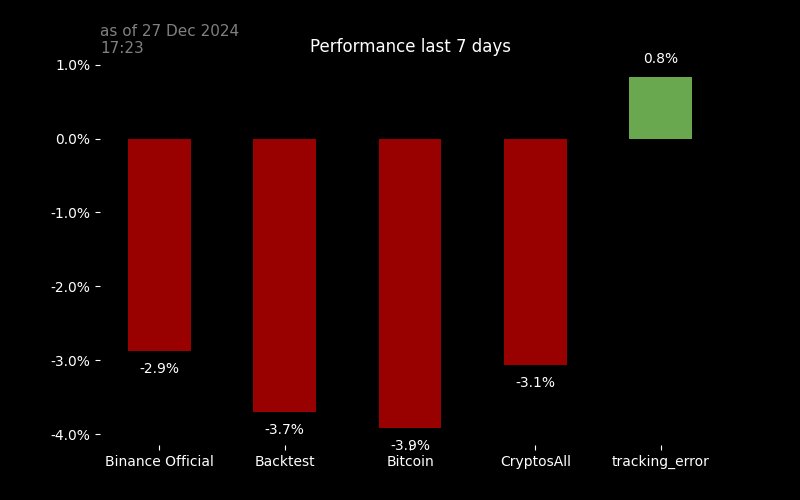 as of 27 Dec 2024
17:23
Performance last 7 days
0.8%
1.0%
0.0%
-1.0%
-2.0%
-3.0%
-4.0%
-2.9%
-3.7%
-3.9%
-3.1%
Binance Official
Backtest
Bitcoin
CryptosAll
tracking_error